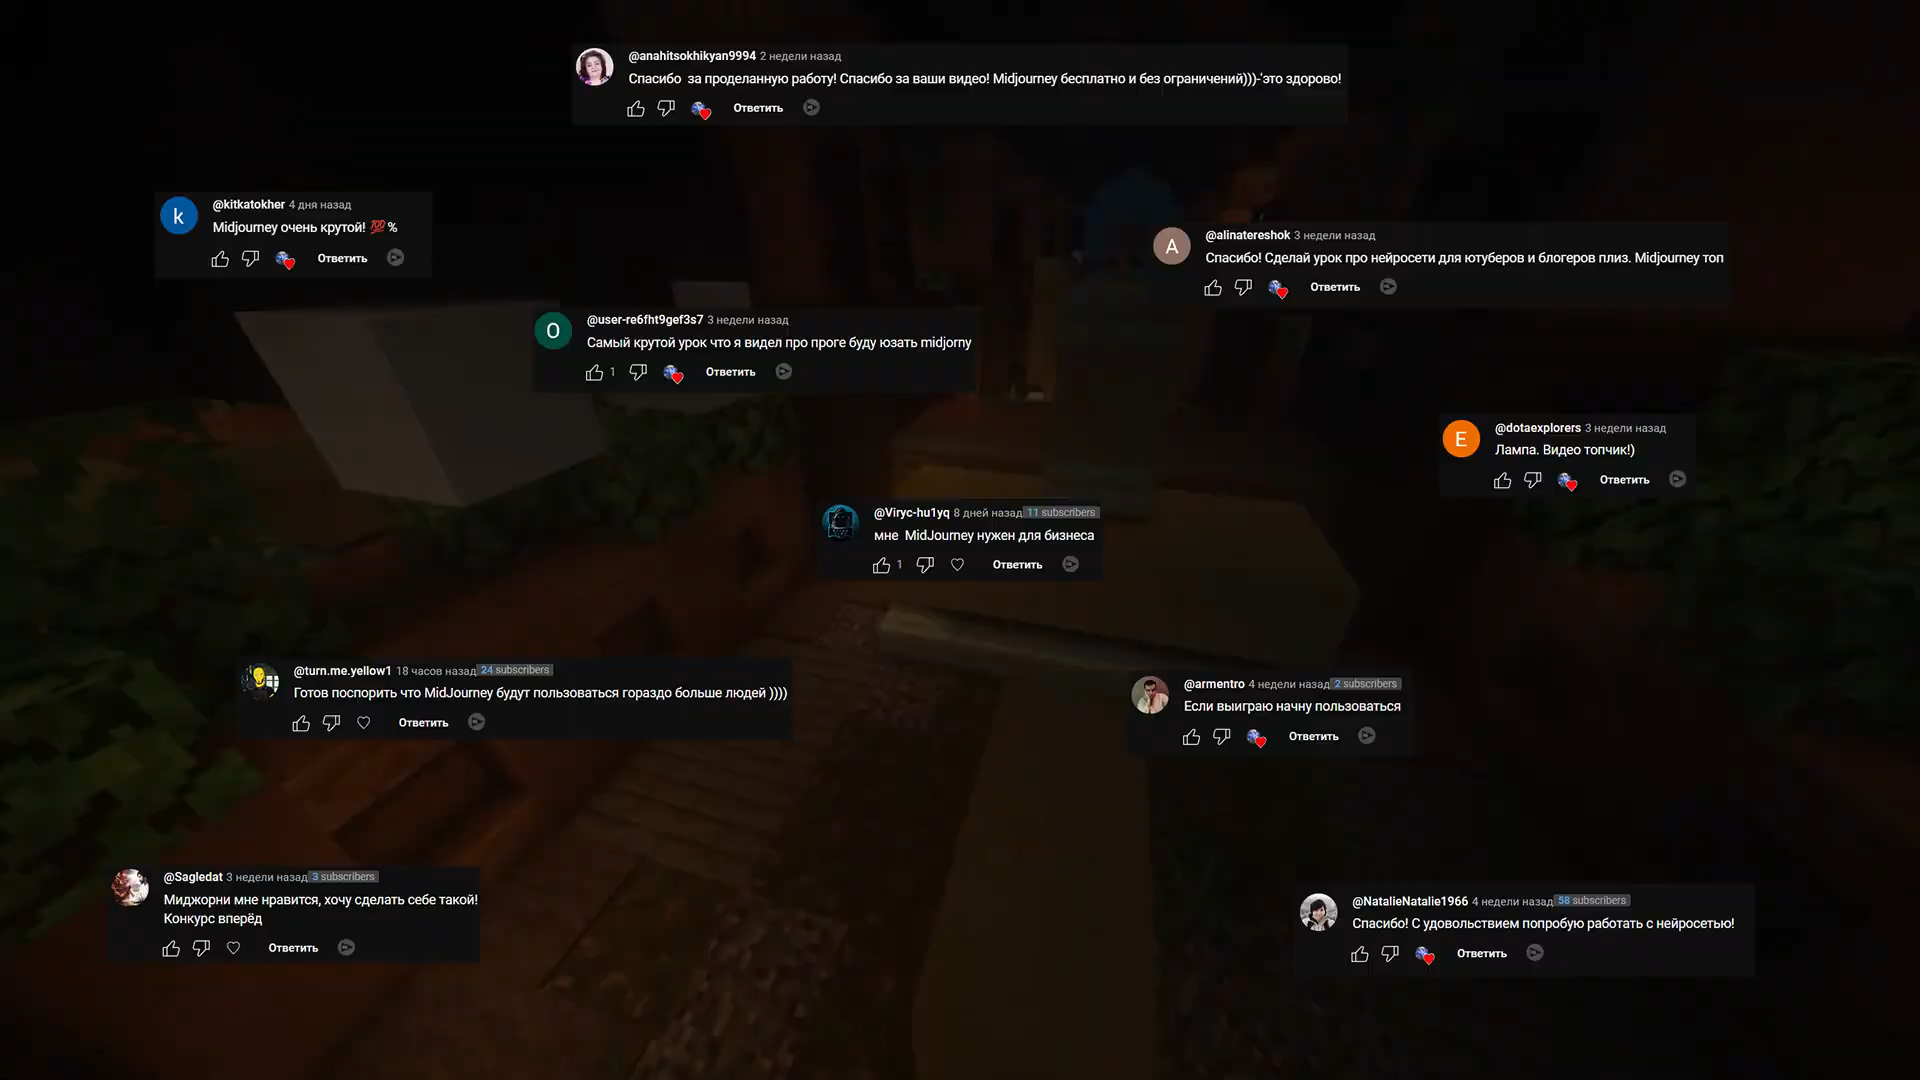 @anahitsokhikyan9994 2 недели назад
Спасибо за проделанную работу! Спасибо за ваши видео! Midjourney бесплатно и без ограничений)))-'это здорово!
Ответить
k
@kitkatokher 4 дня назад
Midjourney очень крутой! 💯 %
Ответить
A
@alinatereshok 3 недели назад
Спасибо! Сделай урок про нейросети для ютуберов и блогеров плиз. Midjourney топ
Ответить
O
@user-re6fht9gef3s7 3 недели назад
Самый крутой урок что я видел про проге буду юзать midjorny
1 Ответить
E
@dotaexplorers 3 недели назад
Лампа. Видео топчик!)
Ответить
@Viryc-hu1yq 8 дней назад 11 subscribers
мне MidJourney нужен для бизнеса
1 Ответить
@turn.me.yellow1 18 часов назад 24 subscribers
Готов поспорить что MidJourney будут пользоваться гораздо больше людей ))))
Ответить
@armentro 4 недели назад 2 subscribers
Если выиграю начну пользоваться
Ответить
@Sagledat 3 недели назад 3 subscribers
Миджорни мне нравится, хочу сделать себе такой!
Конкурс вперёд
Ответить
@NatalieNatalie1966 4 недели назад 58 subscribers
Спасибо! С удовольствием попробую работать с нейросетью!
Ответить